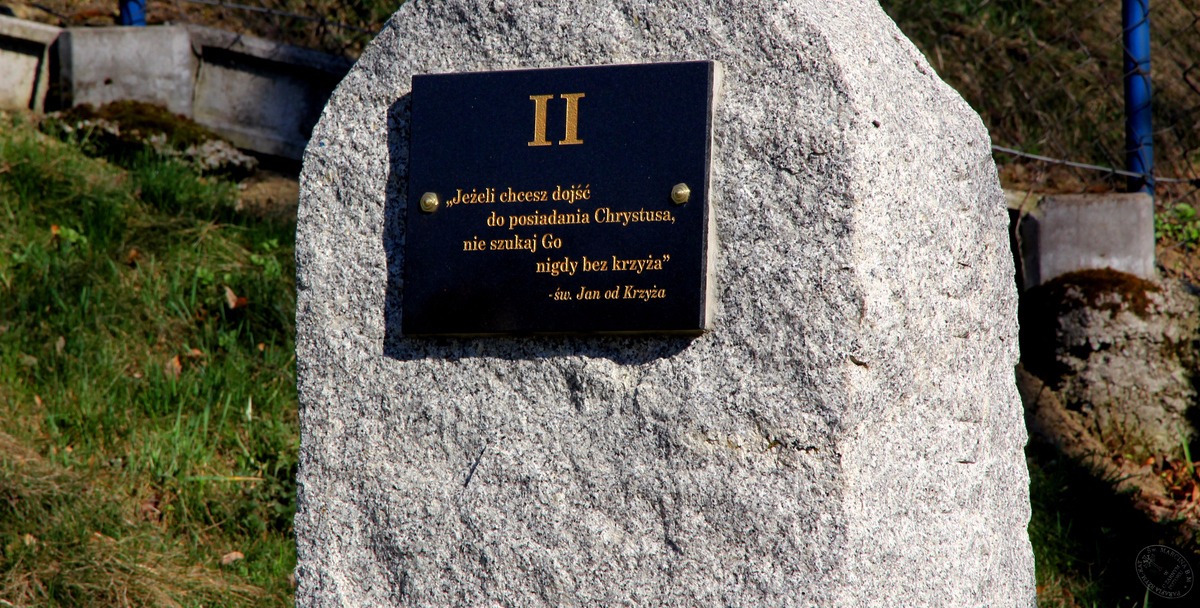 II
„Jeżeli chcesz dojść
do posiadania Chrystusa,
nie szukaj Go
nigdy bez krzyża”
-św. Jan od Krzyża